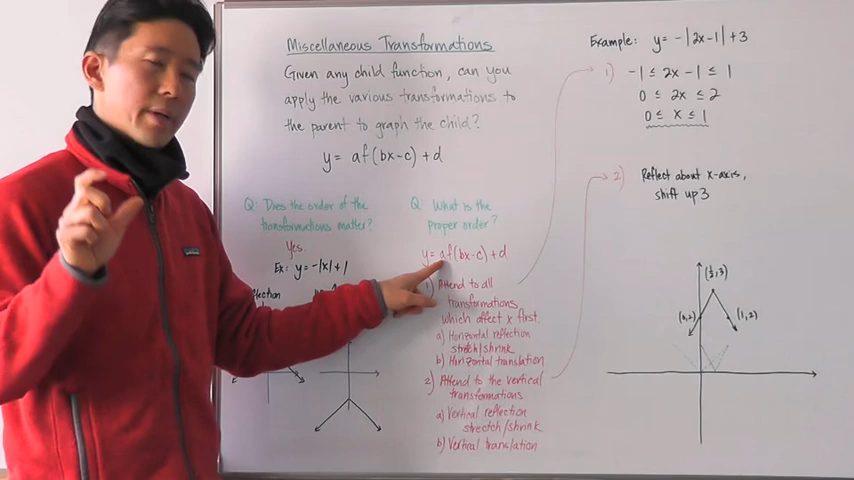 Miscellaneous Transformations
Given any child function, can you
apply the various transformations to
the parent to graph the child?
y = af(bx-c)+d
Q: Does the order of the
transformations matter?
Yes.
Ex: y=-|x|+1
Q: What is the
proper order?
y= af(bx-c)+d
1) Attend to all
transformations
which affect x first.
a) Horizontal reflection
stretch/shrink
b) Horizontal translation
2) Attend to the vertical
transformations
a) Vertical reflection
stretch/shrink
b) Vertical translation
Example: y= -|2x-1|+3
1) -1 ≤ 2x-1 ≤ 1
0 ≤ 2x ≤ 2
0 ≤ x ≤ 1
2) Reflect about x-axis,
shift up 3
(½,3)
(0,2)
(1,2)